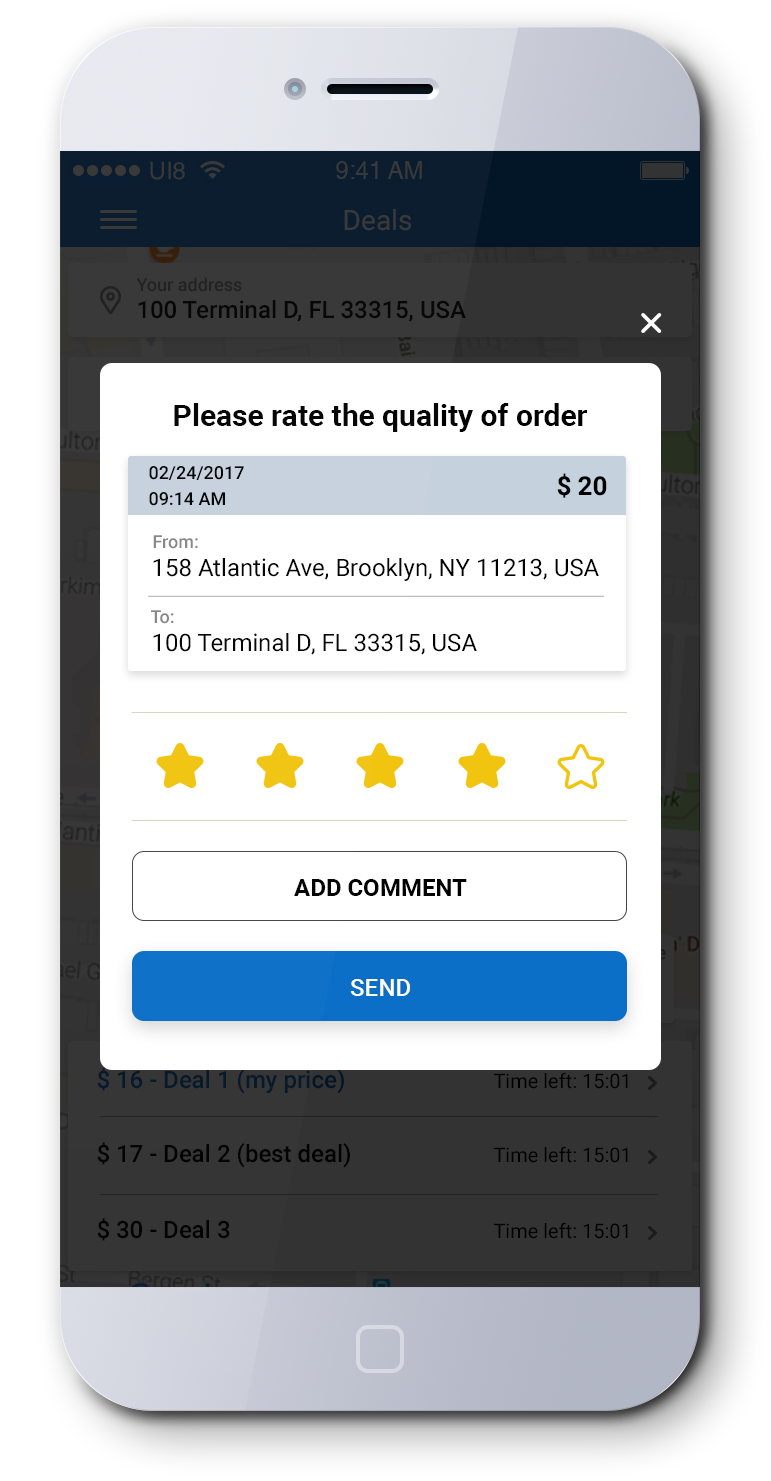 UI8 9:41 AM
Deals
Your address
100 Terminal D, FL 33315, USA
Please rate the quality of order
02/24/2017
09:14 AM
$ 20
From:
158 Atlantic Ave, Brooklyn, NY 11213, USA
To:
100 Terminal D, FL 33315, USA
ADD COMMENT
SEND
$ 16 - Deal 1 (my price) Time left: 15:01
$ 17 - Deal 2 (best deal) Time left: 15:01
$ 30 - Deal 3 Time left: 15:01
Bergen St